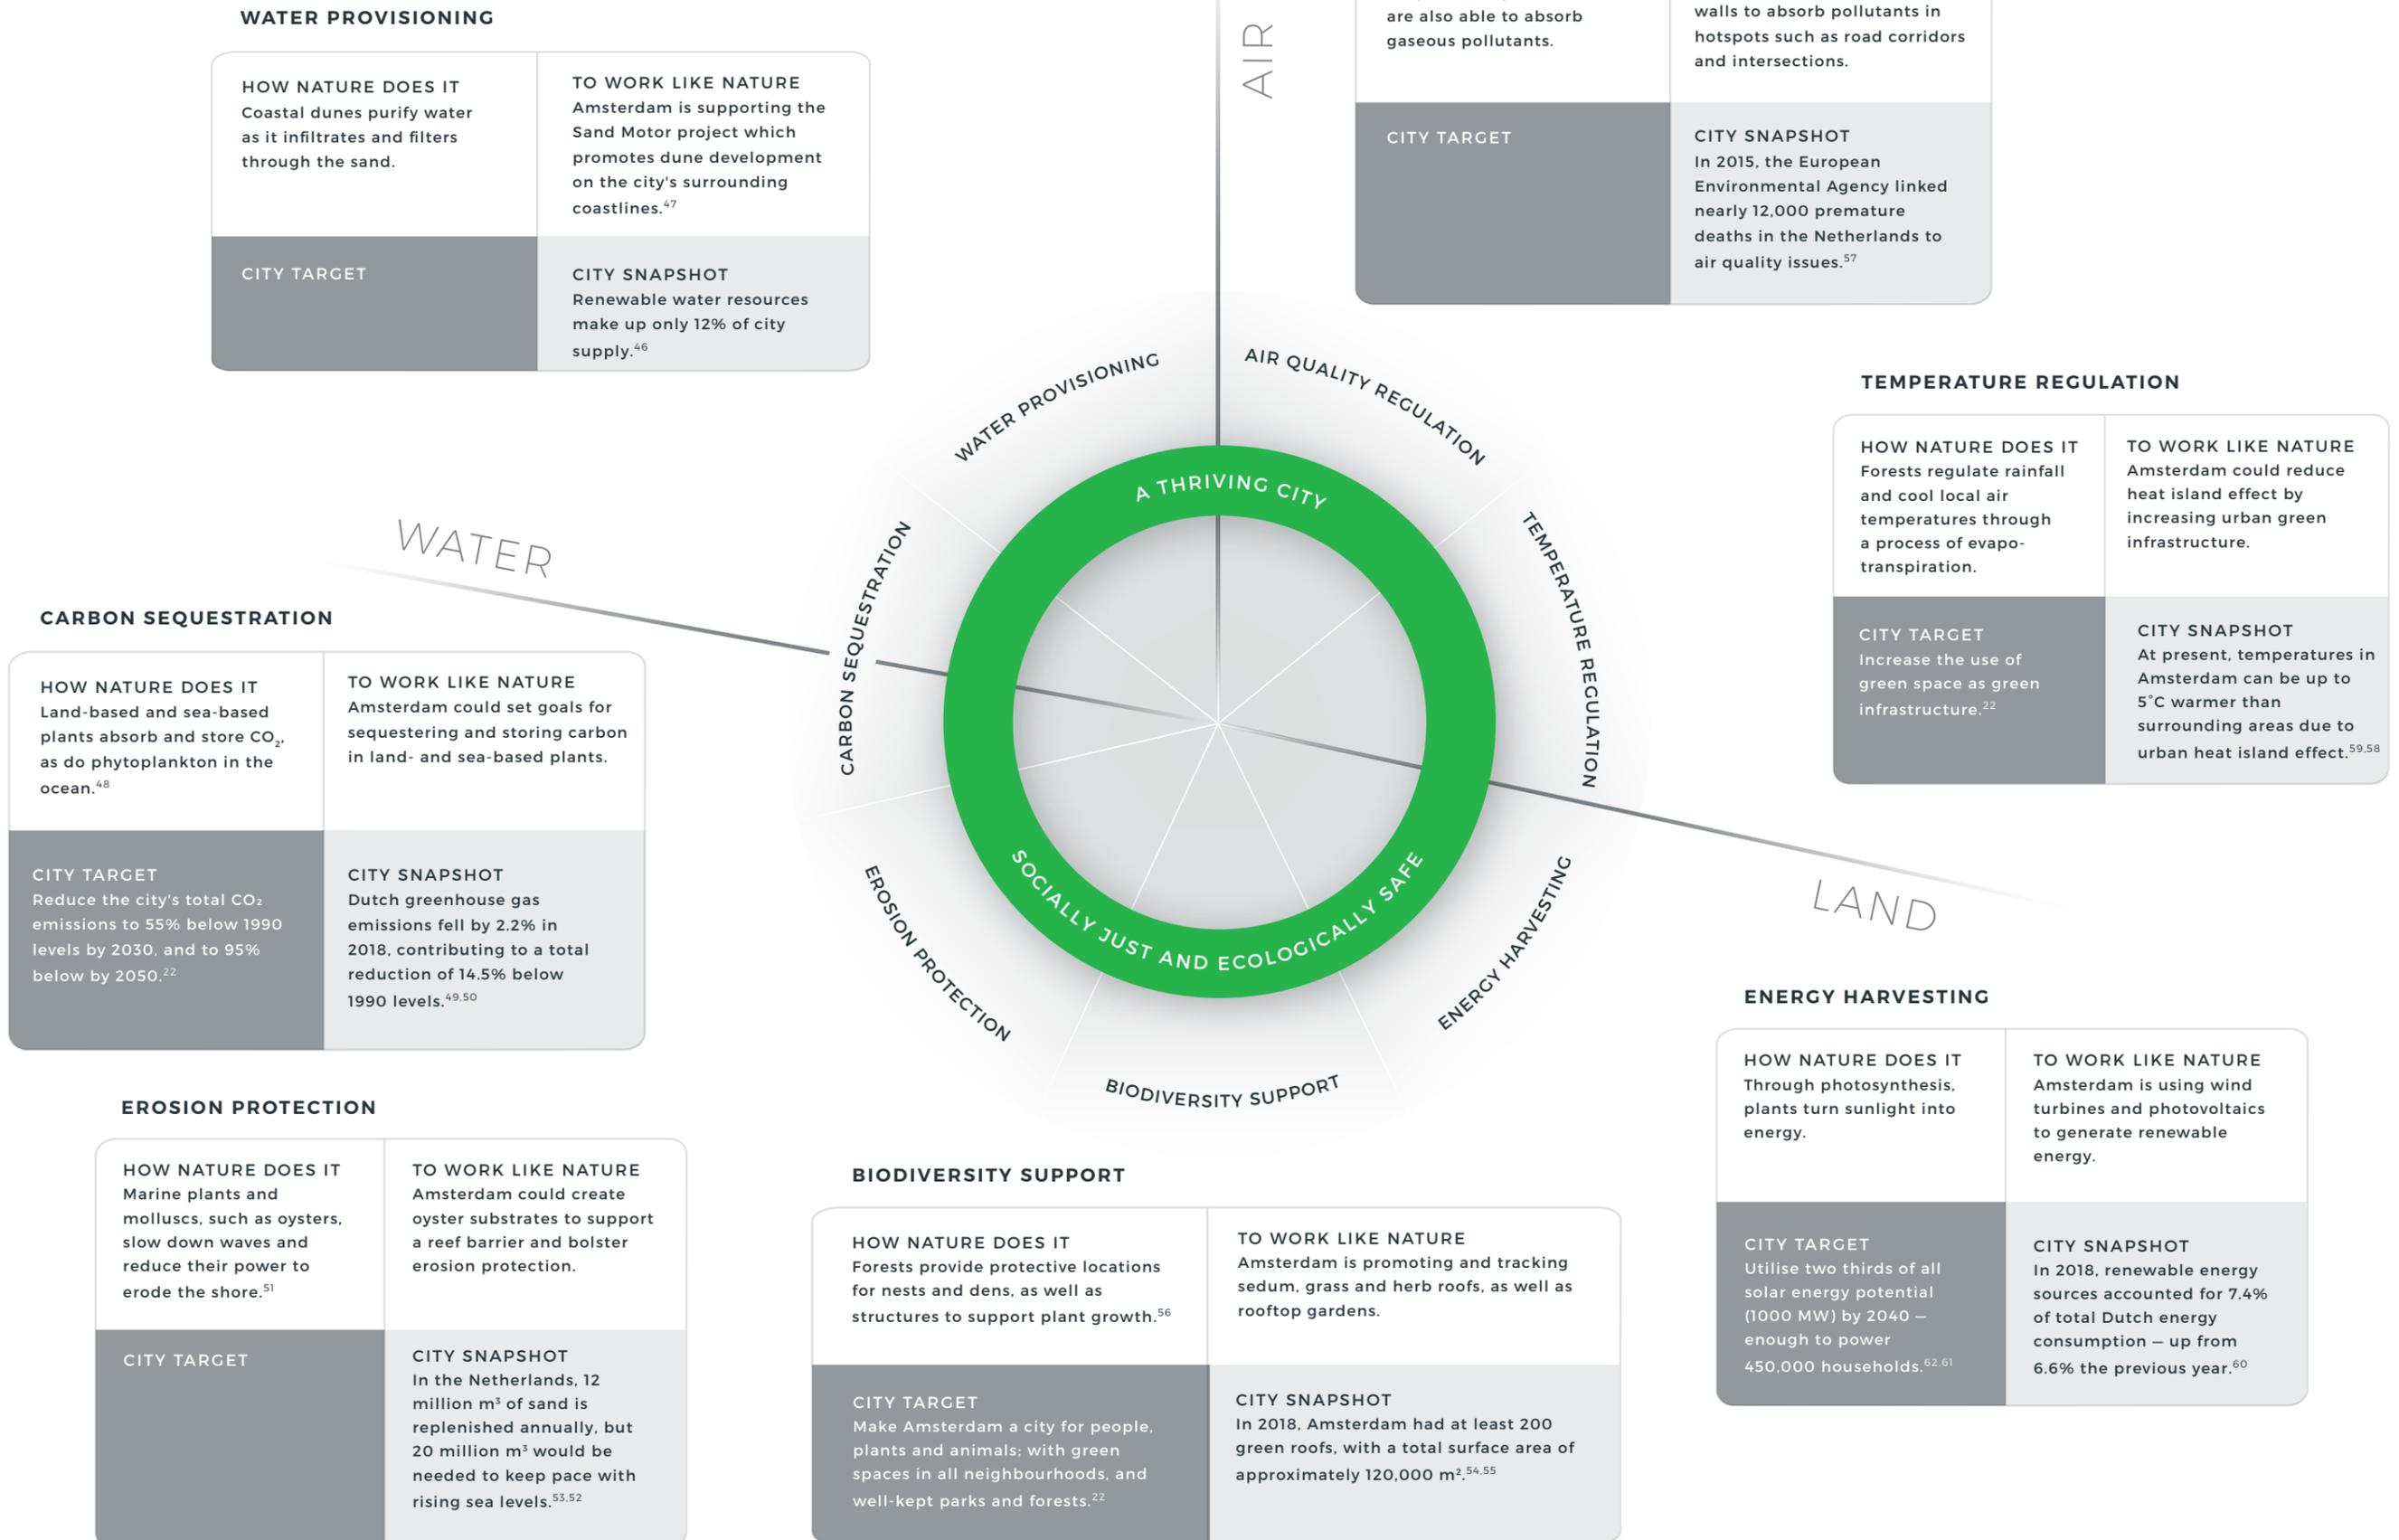 WATER PROVISIONING
HOW NATURE DOES IT
Coastal dunes purify water
as it infiltrates and filters
through the sand.
TO WORK LIKE NATURE
Amsterdam is supporting the
Sand Motor project which
promotes dune development
on the city's surrounding
coastlines.47
CITY TARGET
CITY SNAPSHOT
Renewable water resources
make up only 12% of city
supply.46
AIR
are also able to absorb
gaseous pollutants.
walls to absorb pollutants in
hotspots such as road corridors
and intersections.
CITY TARGET
CITY SNAPSHOT
In 2015, the European
Environmental Agency linked
nearly 12,000 premature
deaths in the Netherlands to
air quality issues.57
WATER PROVISIONING
AIR QUALITY REGULATION
TEMPERATURE REGULATION
ENERGY HARVESTING
BIODIVERSITY SUPPORT
EROSION PROTECTION
CARBON SEQUESTRATION
A THRIVING CITY
SOCIALLY JUST AND ECOLOGICALLY SAFE
TEMPERATURE REGULATION
HOW NATURE DOES IT
Forests regulate rainfall
and cool local air
temperatures through
a process of evapo-
transpiration.
TO WORK LIKE NATURE
Amsterdam could reduce
heat island effect by
increasing urban green
infrastructure.
CITY TARGET
Increase the use of
green space as green
infrastructure.22
CITY SNAPSHOT
At present, temperatures in
Amsterdam can be up to
5˚C warmer than
surrounding areas due to
urban heat island effect.59,58
WATER
CARBON SEQUESTRATION
HOW NATURE DOES IT
Land-based and sea-based
plants absorb and store CO2,
as do phytoplankton in the
ocean.48
TO WORK LIKE NATURE
Amsterdam could set goals for
sequestering and storing carbon
in land- and sea-based plants.
CITY TARGET
Reduce the city's total CO₂
emissions to 55% below 1990
levels by 2030, and to 95%
below by 2050.22
CITY SNAPSHOT
Dutch greenhouse gas
emissions fell by 2.2% in
2018, contributing to a total
reduction of 14.5% below
1990 levels.49,50
LAND
ENERGY HARVESTING
HOW NATURE DOES IT
Through photosynthesis,
plants turn sunlight into
energy.
TO WORK LIKE NATURE
Amsterdam is using wind
turbines and photovoltaics
to generate renewable
energy.
CITY TARGET
Utilise two thirds of all
solar energy potential
(1000 MW) by 2040 —
enough to power
450,000 households.62,61
CITY SNAPSHOT
In 2018, renewable energy
sources accounted for 7.4%
of total Dutch energy
consumption — up from
6.6% the previous year.60
EROSION PROTECTION
HOW NATURE DOES IT
Marine plants and
molluscs, such as oysters,
slow down waves and
reduce their power to
erode the shore.51
TO WORK LIKE NATURE
Amsterdam could create
oyster substrates to support
a reef barrier and bolster
erosion protection.
CITY TARGET
CITY SNAPSHOT
In the Netherlands, 12
million m³ of sand is
replenished annually, but
20 million m³ would be
needed to keep pace with
rising sea levels.53,52
BIODIVERSITY SUPPORT
HOW NATURE DOES IT
Forests provide protective locations
for nests and dens, as well as
structures to support plant growth.56
TO WORK LIKE NATURE
Amsterdam is promoting and tracking
sedum, grass and herb roofs, as well as
rooftop gardens.
CITY TARGET
Make Amsterdam a city for people,
plants and animals; with green
spaces in all neighbourhoods, and
well-kept parks and forests.22
CITY SNAPSHOT
In 2018, Amsterdam had at least 200
green roofs, with a total surface area of
approximately 120,000 m².54,55